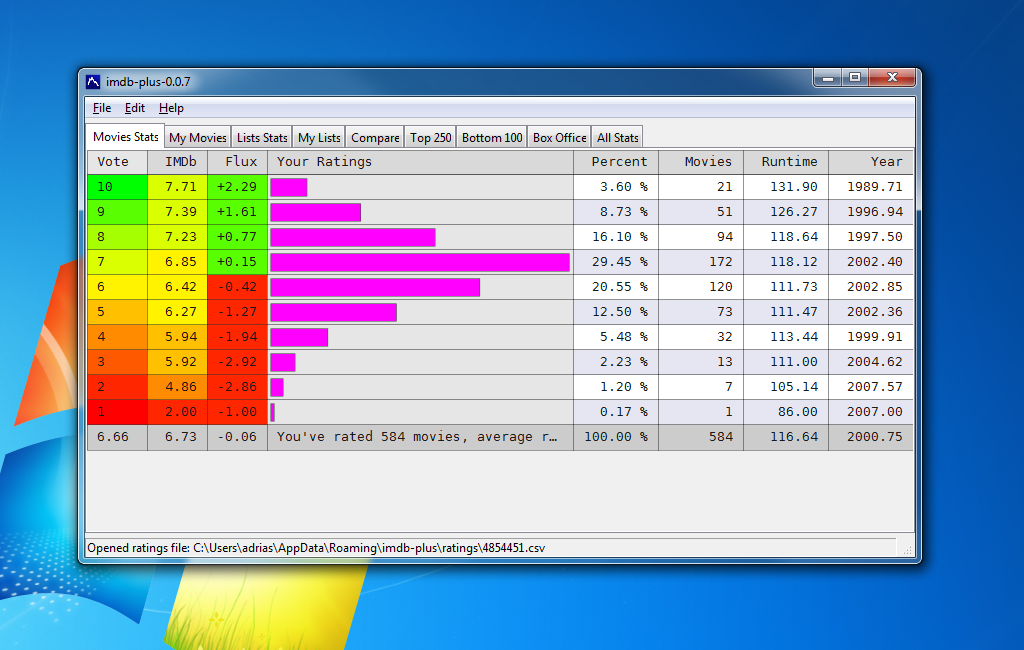 imdb-plus-0.0.7
File Edit Help
Movies Stats My Movies Lists Stats My Lists Compare Top 250 Bottom 100 Box Office All Stats
Vote IMDb Flux Your Ratings Percent Movies Runtime Year
10 7.71 +2.29 3.60 % 21 131.90 1989.71
9 7.39 +1.61 8.73 % 51 126.27 1996.94
8 7.23 +0.77 16.10 % 94 118.64 1997.50
7 6.85 +0.15 29.45 % 172 118.12 2002.40
6 6.42 -0.42 20.55 % 120 111.73 2002.85
5 6.27 -1.27 12.50 % 73 111.47 2002.36
4 5.94 -1.94 5.48 % 32 113.44 1999.91
3 5.92 -2.92 2.23 % 13 111.00 2004.62
2 4.86 -2.86 1.20 % 7 105.14 2007.57
1 2.00 -1.00 0.17 % 1 86.00 2007.00
6.66 6.73 -0.06 You've rated 584 movies, average r… 100.00 % 584 116.64 2000.75
Opened ratings file: C:\Users\adrias\AppData\Roaming\imdb-plus\ratings\4854451.csv